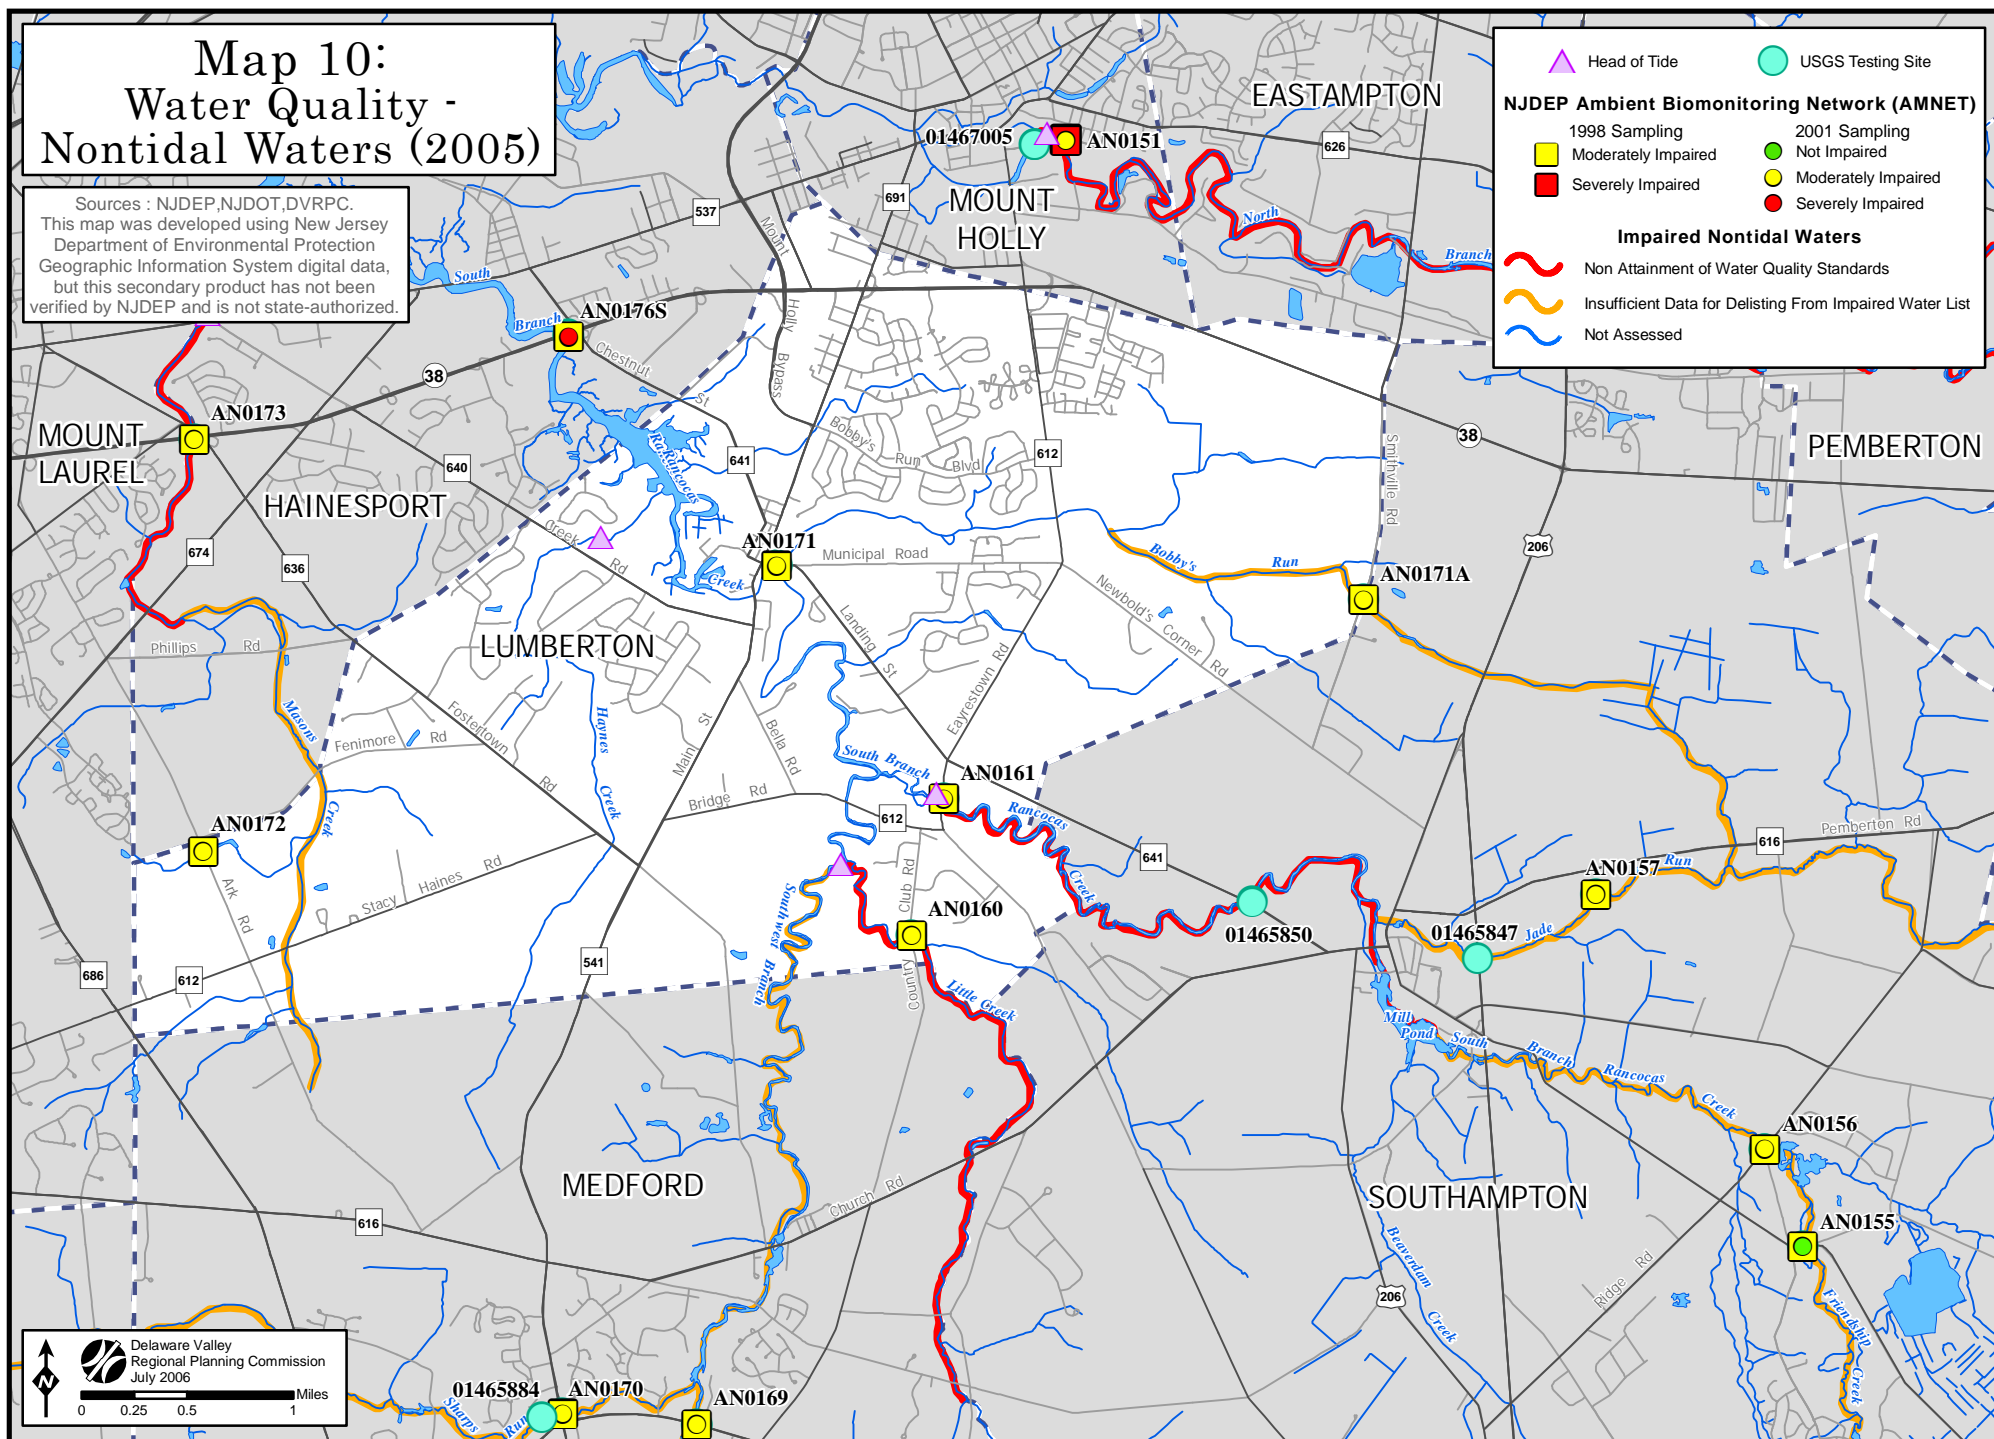 Map 10:
Water Quality -
Nontidal Waters (2005)
Sources : NJDEP,NJDOT,DVRPC.
This map was developed using New Jersey
Department of Environmental Protection
Geographic Information System digital data,
but this secondary product has not been
verified by NJDEP and is not state-authorized.
Head of Tide
USGS Testing Site
NJDEP Ambient Biomonitoring Network (AMNET)
1998 Sampling
2001 Sampling
Moderately Impaired
Not Impaired
Severely Impaired
Moderately Impaired
Severely Impaired
Impaired Nontidal Waters
Non Attainment of Water Quality Standards
Insufficient Data for Delisting From Impaired Water List
Not Assessed
EASTAMPTON
01467005
AN0151
626
691
MOUNT
HOLLY
537
Mount
Holly
Bypass
North
Branch
South
Branch
AN0176S
Chestnut
St
38
AN0173
MOUNT
LAUREL
HAINESPORT
640
Rancocas
641
Bobby's Run Blvd
612
38
Smithville Rd
PEMBERTON
674
636
Creek Rd
AN0171
Creek
Municipal Road
Bobby's Run
AN0171A
206
Newbold's Corner Rd
Landing St
Eayrestown Rd
LUMBERTON
Phillips Rd
Masons
Creek
Fenimore Rd
Fostertown
Rd
Haynes
Creek
Main St
Bella Rd
Bridge Rd
South Branch
AN0161
Rancocas
Creek
612
641
AN0172
Ark Rd
Stacy Haines Rd
Southwest Branch
Club Rd
Country
AN0160
Little Creek
01465850
01465847
AN0157
Jade
Run
616
Pemberton Rd
686
612
541
Mill
Pond
South Branch Rancocas Creek
AN0156
AN0155
Friendship
Creek
MEDFORD
SOUTHAMPTON
Church Rd
616
Beaverdam
Creek
206
Ridge Rd
Sharps
Run
01465884
AN0170
AN0169
N
Delaware Valley
Regional Planning Commission
July 2006
Miles
0 0.25 0.5 1